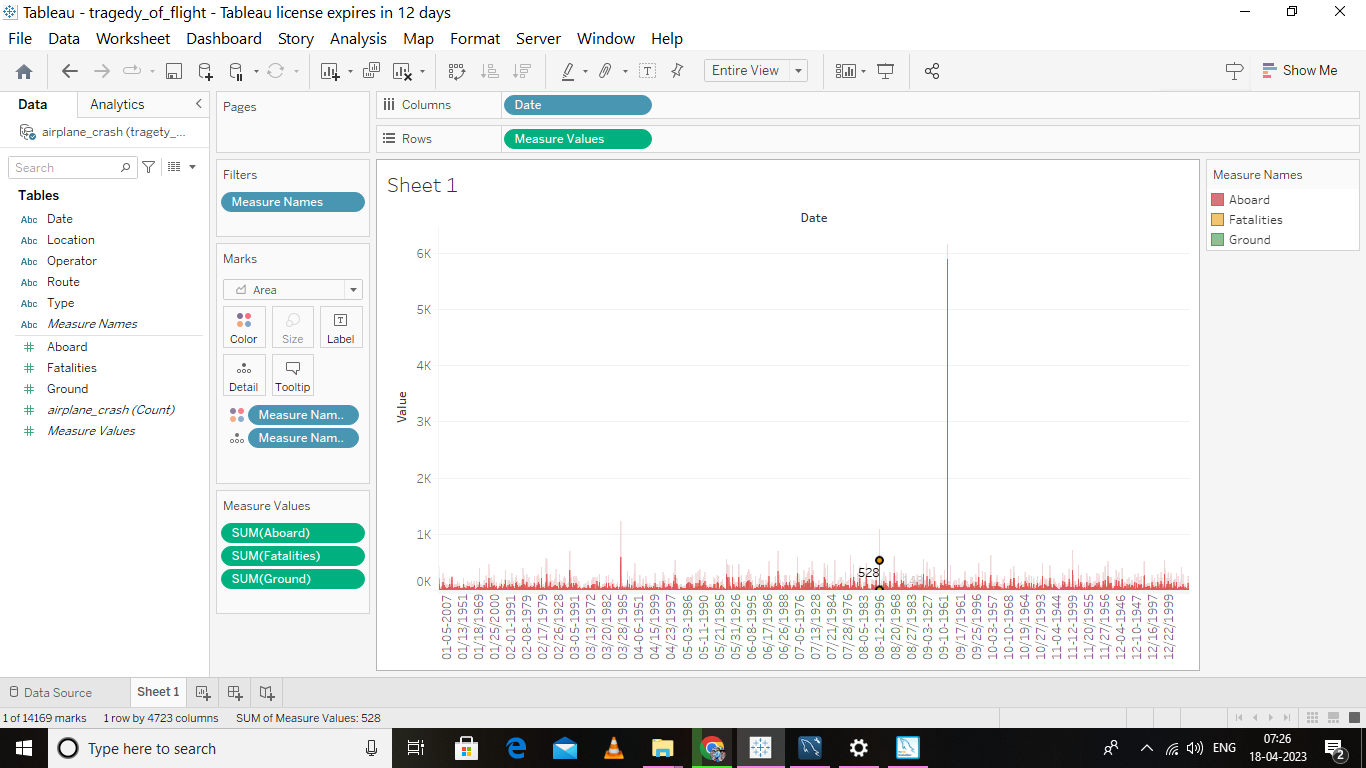 Tableau - tragedy_of_flight - Tableau license expires in 12 days
File Data Worksheet Dashboard Story Analysis Map Format Server Window Help
Entire View
Show Me
Data Analytics
airplane_crash (tragety_...
Search
Tables
Abc Date
Abc Location
Abc Operator
Abc Route
Abc Type
Abc Measure Names
Aboard
Fatalities
Ground
airplane_crash (Count)
Measure Values
Pages
Filters
Measure Names
Marks
Area
Color Size Label
Detail Tooltip
Measure Nam..
Measure Nam..
Measure Values
SUM(Aboard)
SUM(Fatalities)
SUM(Ground)
Columns Date
Rows Measure Values
Sheet 1
Date
Value
6K
5K
4K
3K
2K
1K
0K
528
01-05-2007
01/13/1951
01/18/1969
01/25/2000
02-01-1991
02-08-1979
02/17/1979
02/26/1928
03-05-1991
03/13/1972
03/20/1982
03/28/1985
04-06-1951
04/15/1999
04/23/1997
05-03-1986
05-11-1990
05/21/1985
05/31/1926
06-08-1995
06/17/1986
06/26/1988
07-05-1976
07/13/1928
07/21/1984
07/28/1976
08-05-1983
08-12-1996
08/20/1968
08/27/1983
09-03-1927
09-10-1961
09/17/1961
09/25/1996
10-03-1957
10-10-1968
10/19/1964
10/27/1993
11-04-1944
11-12-1999
11/20/1955
11/27/1956
12-04-1946
12-10-1947
12/16/1997
12/22/1999
Measure Names
Aboard
Fatalities
Ground
Data Source Sheet 1
1 of 14169 marks 1 row by 4723 columns SUM of Measure Values: 528
Type here to search
ENG
07:26
18-04-2023
2